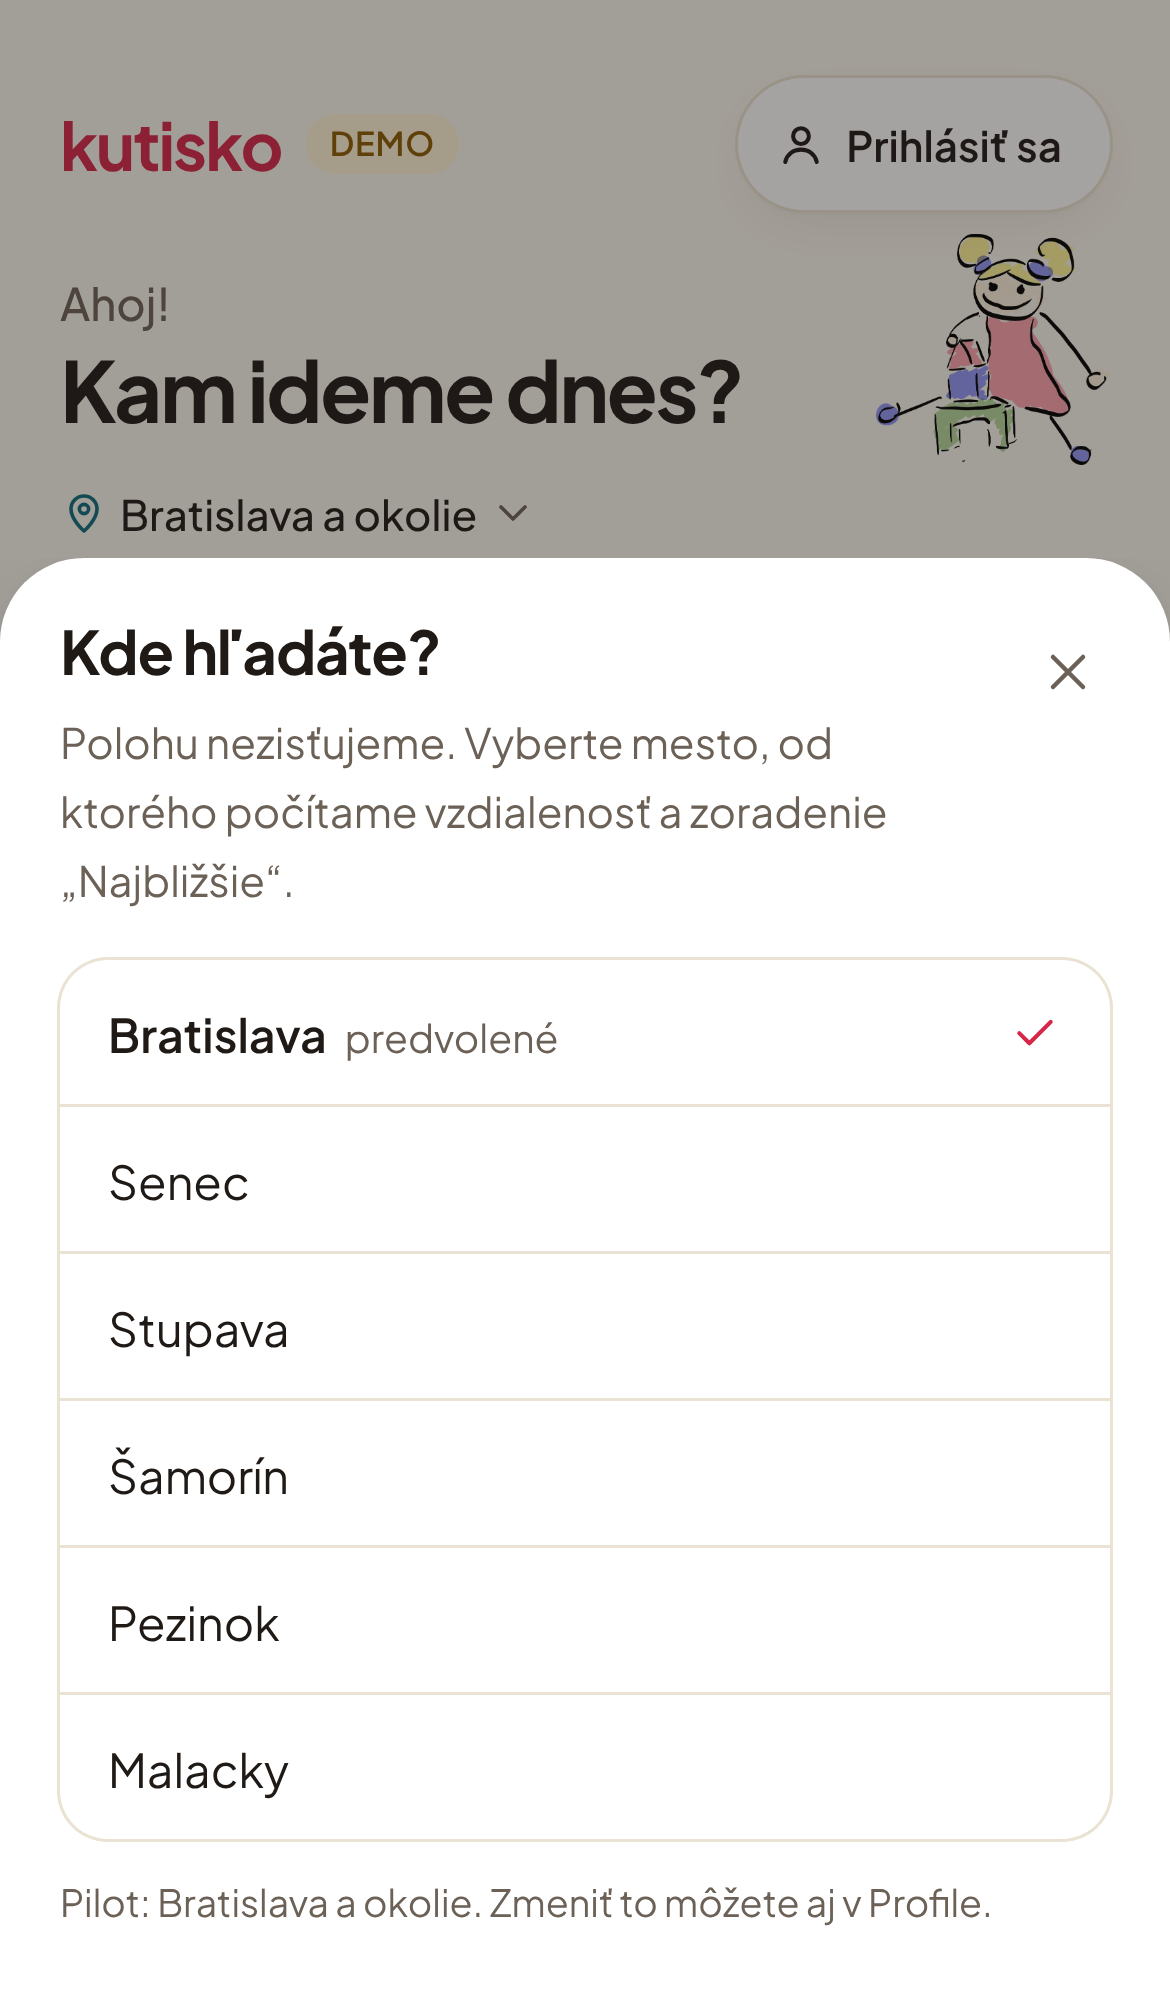 kutisko
DEMO
Prihlásiť sa
Ahoj!
Kam ideme dnes?
Bratislava a okolie
Kde hľadáte?
Polohu nezisťujeme. Vyberte mesto, od
ktorého počítame vzdialenosť a zoradenie
„Najbližšie“.
Bratislava predvolené
Senec
Stupava
Šamorín
Pezinok
Malacky
Pilot: Bratislava a okolie. Zmeniť to môžete aj v Profile.